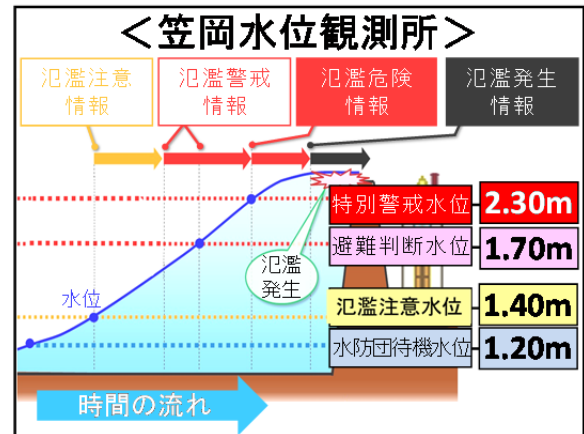 ＜笠岡水位観測所＞
氾濫注意
情報
氾濫警戒
情報
氾濫危険
情報
氾濫発生
情報
特別警戒水位
2.30m
避難判断水位
1.70m
氾濫
発生
水位
氾濫注意水位
1.40m
水防団待機水位
1.20m
時間の流れ